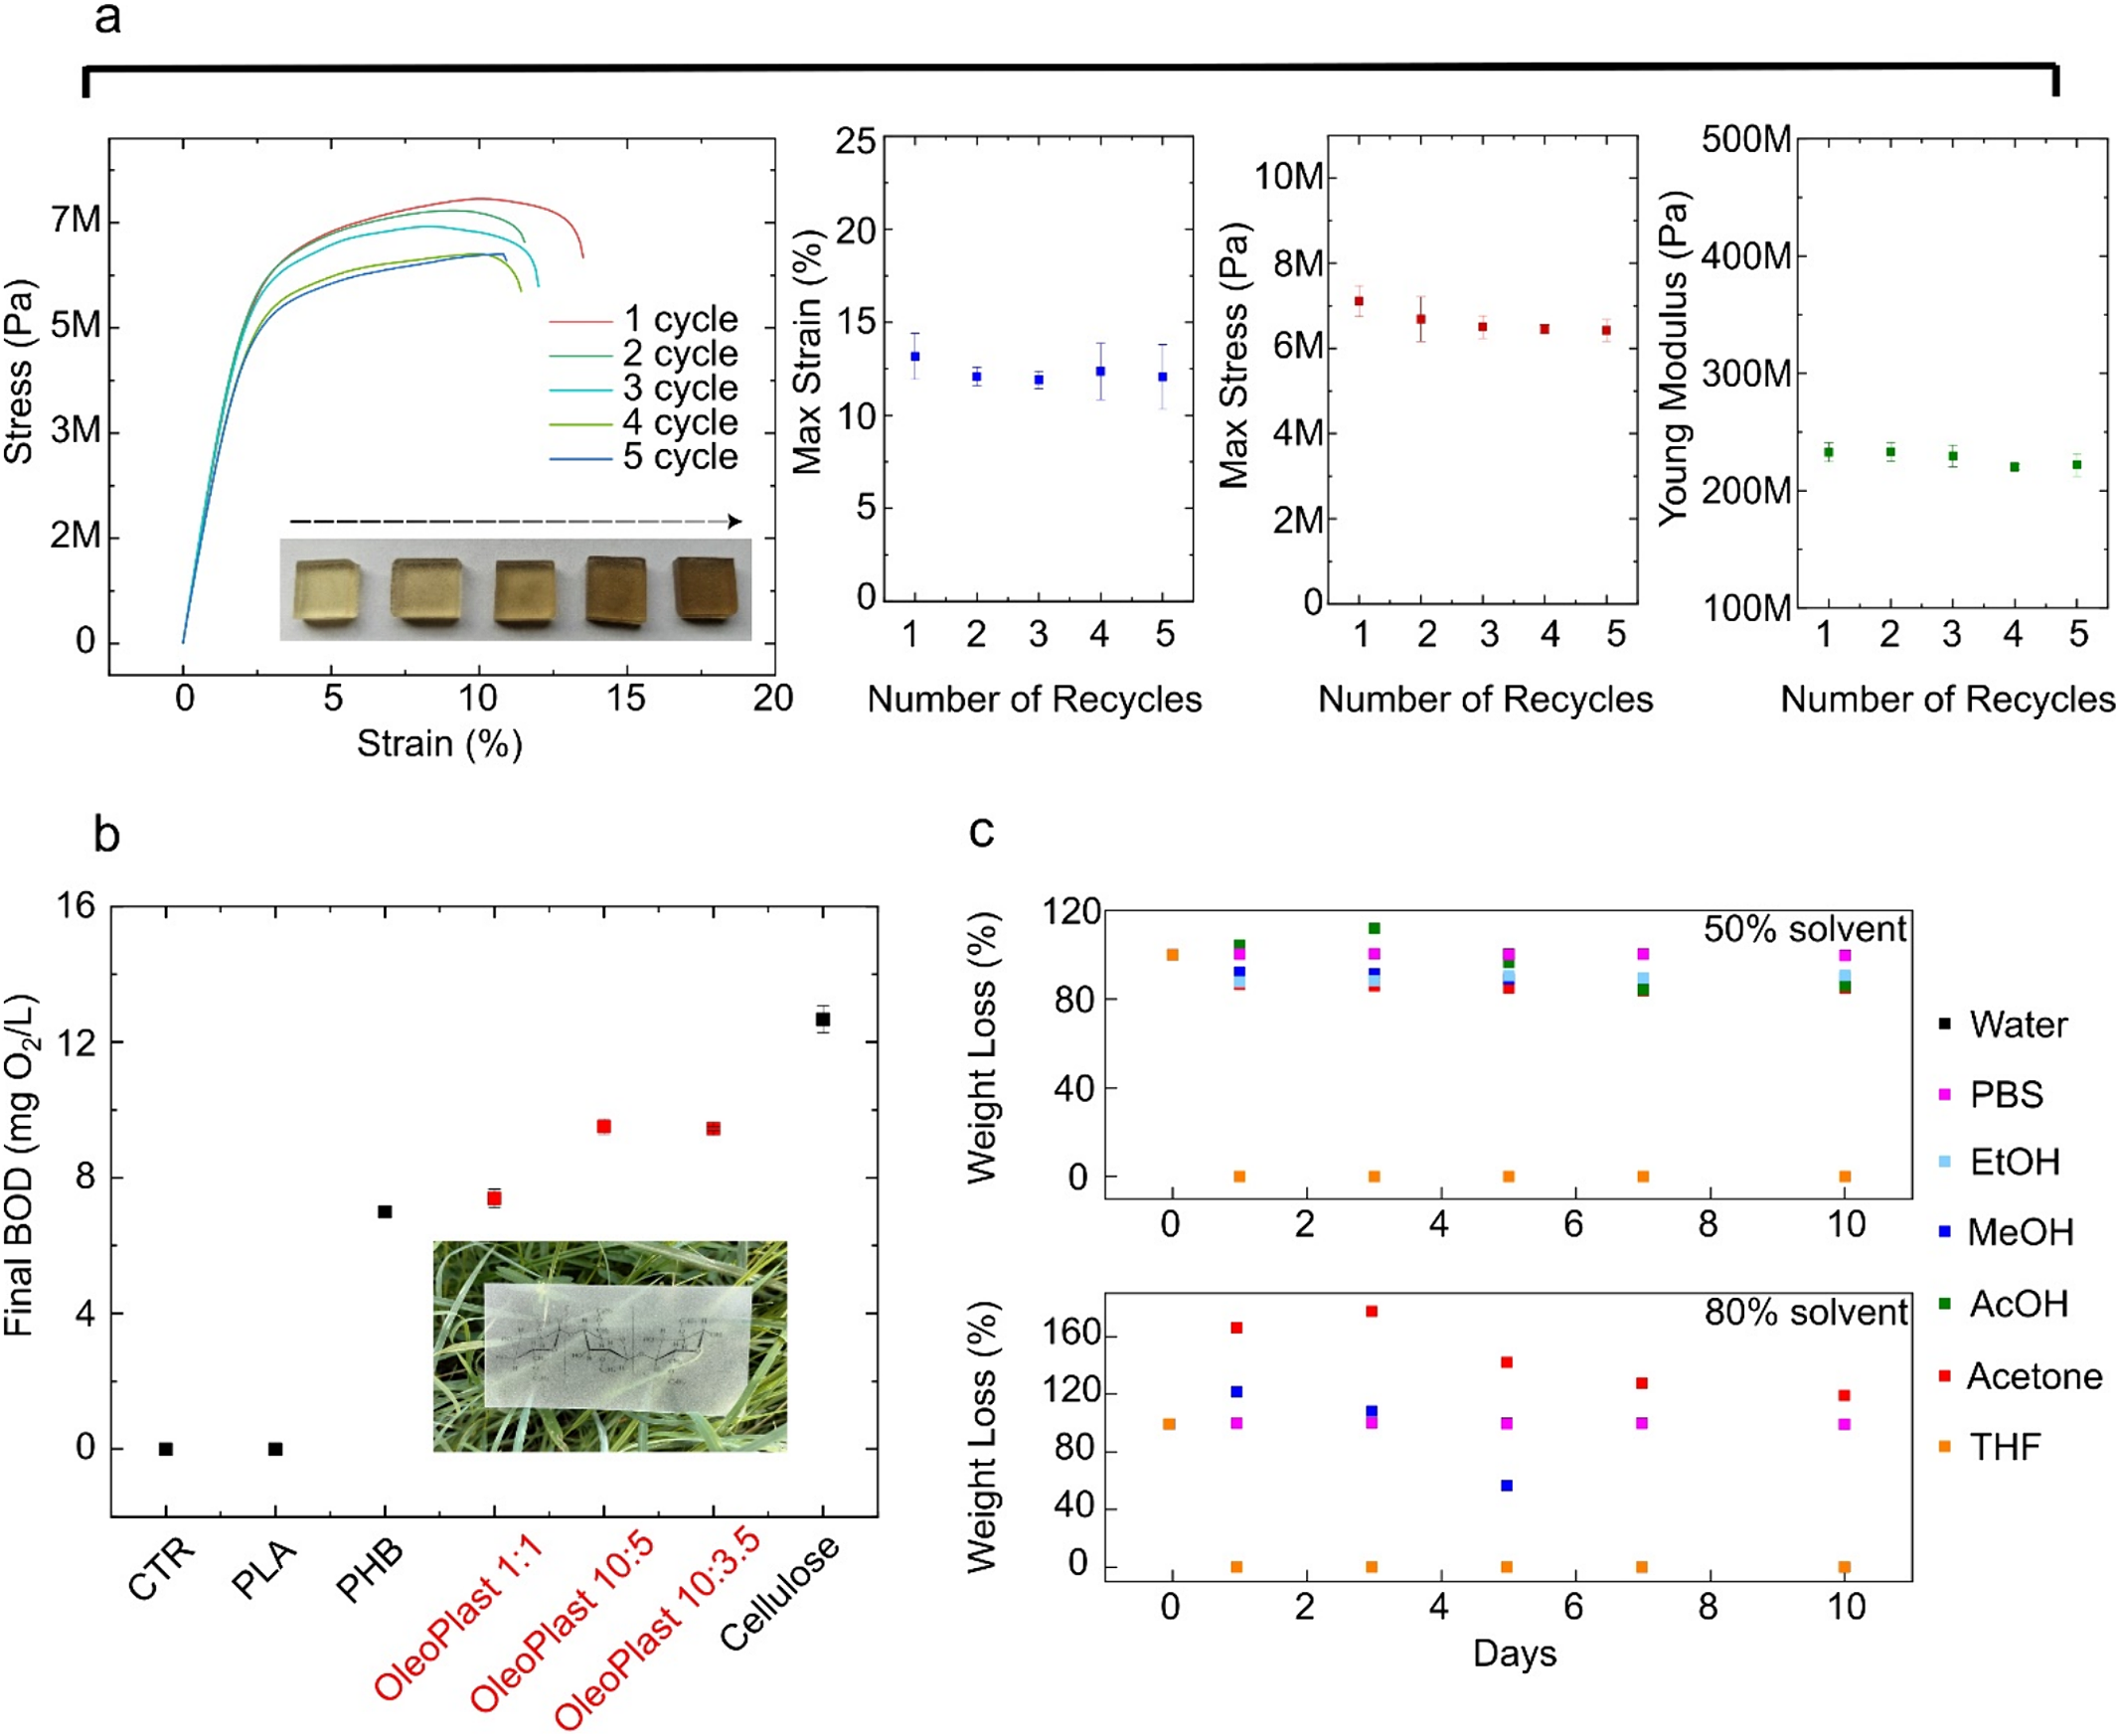 a
Stress (Pa)
7M
5M
3M
2M
0
0 5 10 15 20
Strain (%)
1 cycle
2 cycle
3 cycle
4 cycle
5 cycle
Max Strain (%)
25
20
15
10
5
0
1 2 3 4 5
Number of Recycles
Max Stress (Pa)
10M
8M
6M
4M
2M
0
1 2 3 4 5
Number of Recycles
Young Modulus (Pa)
500M
400M
300M
200M
100M
1 2 3 4 5
Number of Recycles
b
Final BOD (mg O₂/L)
16
12
8
4
0
CTR
PLA
PHB
OleoPlast 1:1
OleoPlast 10:5
OleoPlast 10:3.5
Cellulose
c
Weight Loss (%)
120
80
40
0
50% solvent
0 2 4 6 8 10
Weight Loss (%)
160
120
80
40
0
80% solvent
0 2 4 6 8 10
Days
Water
PBS
EtOH
MeOH
AcOH
Acetone
THF